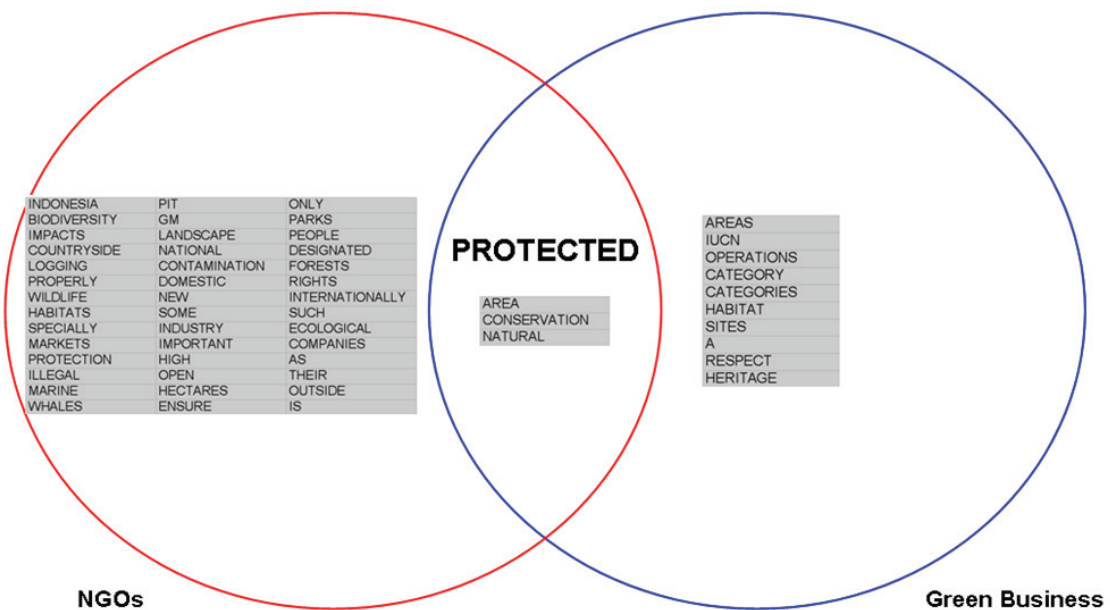 INDONESIA PIT ONLY
BIODIVERSITY GM PARKS
IMPACTS LANDSCAPE PEOPLE
COUNTRYSIDE NATIONAL DESIGNATED
LOGGING CONTAMINATION FORESTS
PROPERLY DOMESTIC RIGHTS
WILDLIFE NEW INTERNATIONALLY
HABITATS SOME SUCH
SPECIALLY INDUSTRY ECOLOGICAL
MARKETS IMPORTANT COMPANIES
PROTECTION HIGH AS
ILLEGAL OPEN THEIR
MARINE HECTARES OUTSIDE
WHALES ENSURE IS
PROTECTED
AREA
CONSERVATION
NATURAL
AREAS
IUCN
OPERATIONS
CATEGORY
CATEGORIES
HABITAT
SITES
A
RESPECT
HERITAGE
NGOs
Green Business